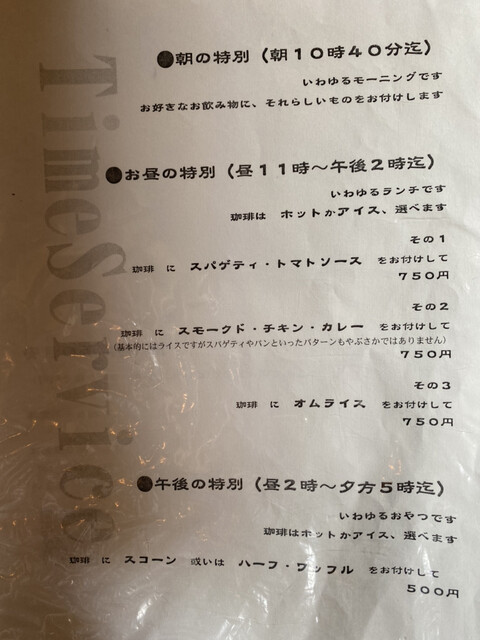 TimeService
●朝の特別（朝１０時４０分迄）
いわゆるモーニングです
お好きなお飲み物に、それらしいものをお付けします
●お昼の特別（昼１１時～午後２時迄）
いわゆるランチです
珈琲は ホットかアイス、選べます
その１
珈琲 に スパゲティ・トマトソース をお付けして
７５０円
その２
珈琲 に スモークド・チキン・カレー をお付けして
（基本的にはライスですがスパゲティやパンといったパターンもやぶさかではありません）
７５０円
その３
珈琲 に オムライス をお付けして
７５０円
●午後の特別（昼２時～夕方５時迄）
いわゆるおやつです
珈琲はホットかアイス、選べます
珈琲 に スコーン 或いは ハーフ・ワッフル をお付けして
５００円